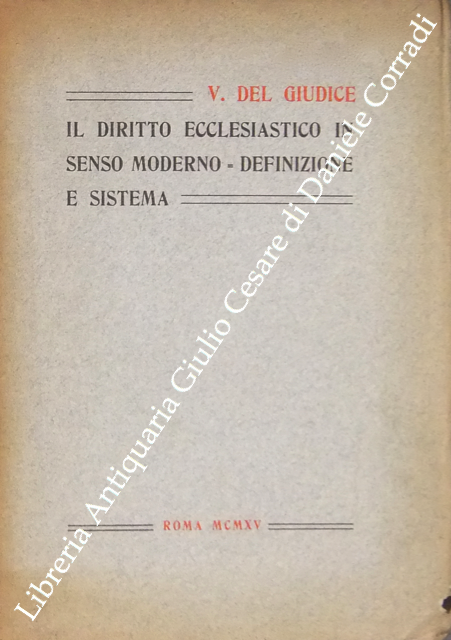 V. DEL GIUDICE
IL DIRITTO ECCLESIASTICO IN
SENSO MODERNO = DEFINIZIONE
E SISTEMA
ROMA MCMXV
Libreria Antiquaria Giulio Cesare di Daniele Corradi